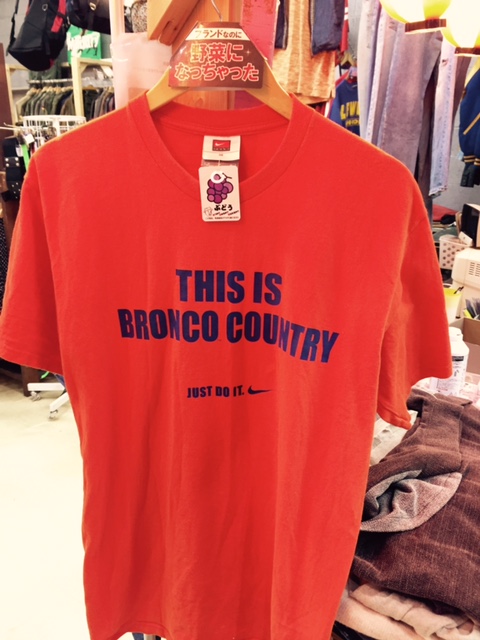 ブランドなのに
野菜に
なっちゃった
ぶどう
THIS IS
BRONCO COUNTRY
JUST DO IT.